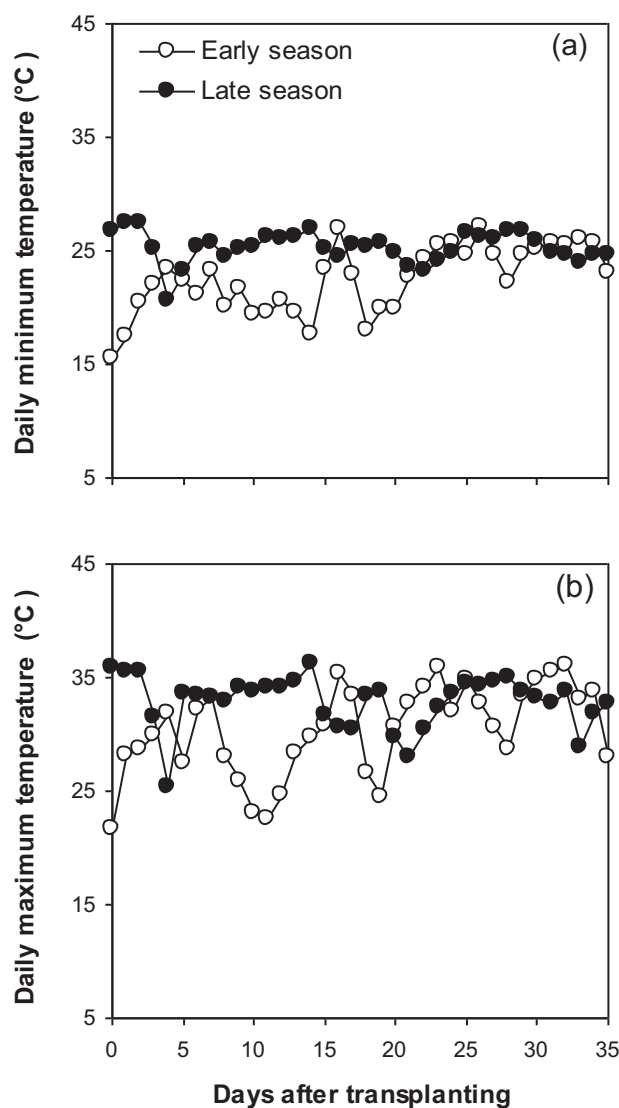 45
(a)
Early season
Late season
35
25
15
5
Daily minimum temperature (°C)
45
(b)
35
25
15
5
Daily maximum temperature (°C)
0 5 10 15 20 25 30 35
Days after transplanting